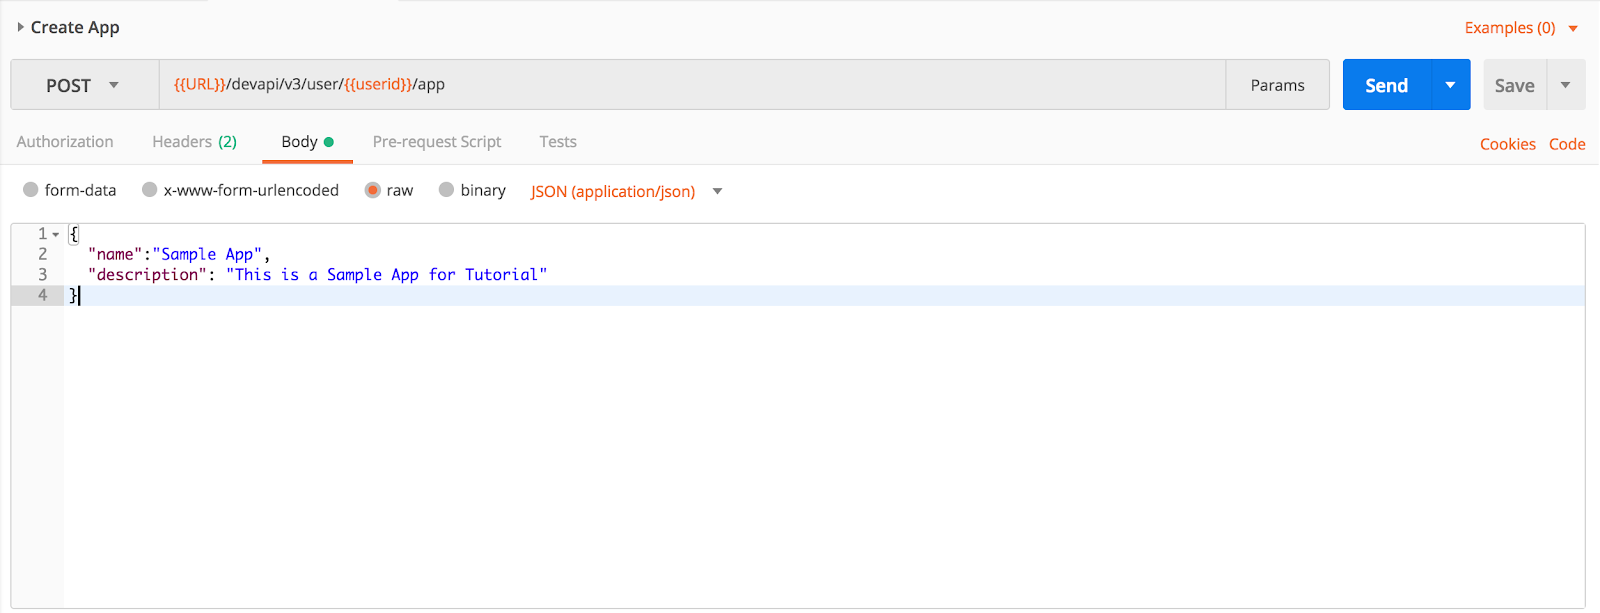 Create App
Examples (0)
POST {{URL}}/devapi/v3/user/{{userid}}/app Params Send Save
Authorization Headers (2) Body Pre-request Script Tests Cookies Code
form-data x-www-form-urlencoded raw binary JSON (application/json)
1 {
2 "name":"Sample App",
3 "description": "This is a Sample App for Tutorial"
4 }